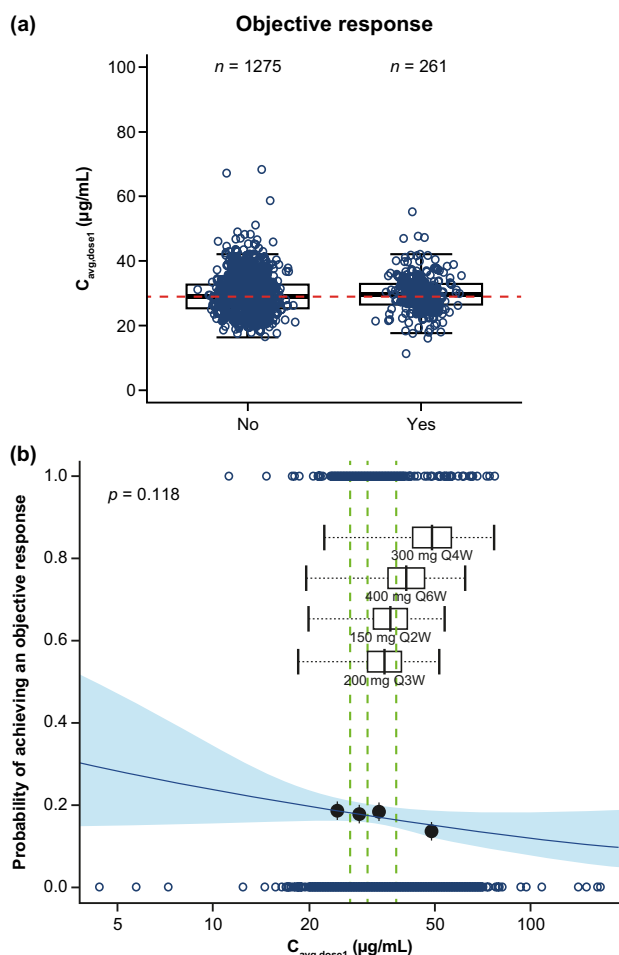 (a)
Objective response
n = 1275
n = 261
100
80
60
40
20
0
C_avg,dose1 (µg/mL)
No
Yes
(b)
p = 0.118
1.0
0.8
0.6
0.4
0.2
0.0
Probability of achieving an objective response
300 mg Q4W
400 mg Q6W
150 mg Q2W
200 mg Q3W
5
10
20
50
100
C_avg,dose1 (µg/mL)